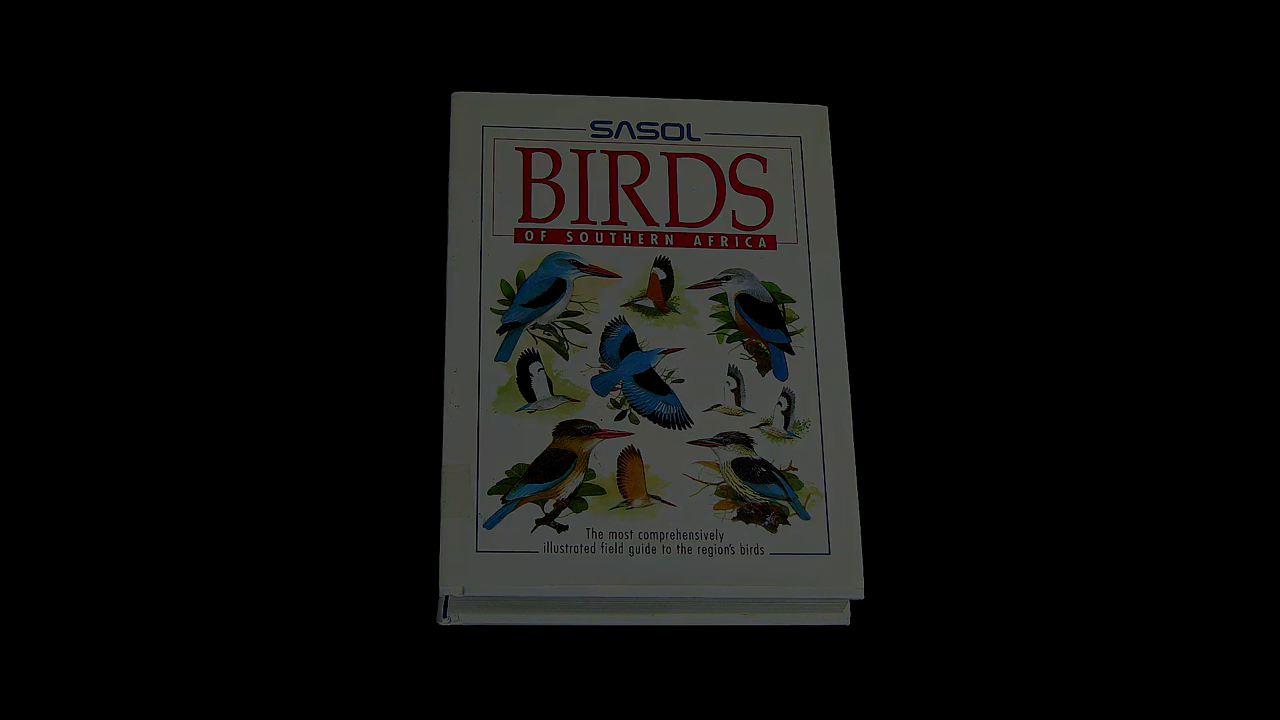 SASOL
BIRDS
OF SOUTHERN AFRICA
The most comprehensively
illustrated field guide to the region's birds